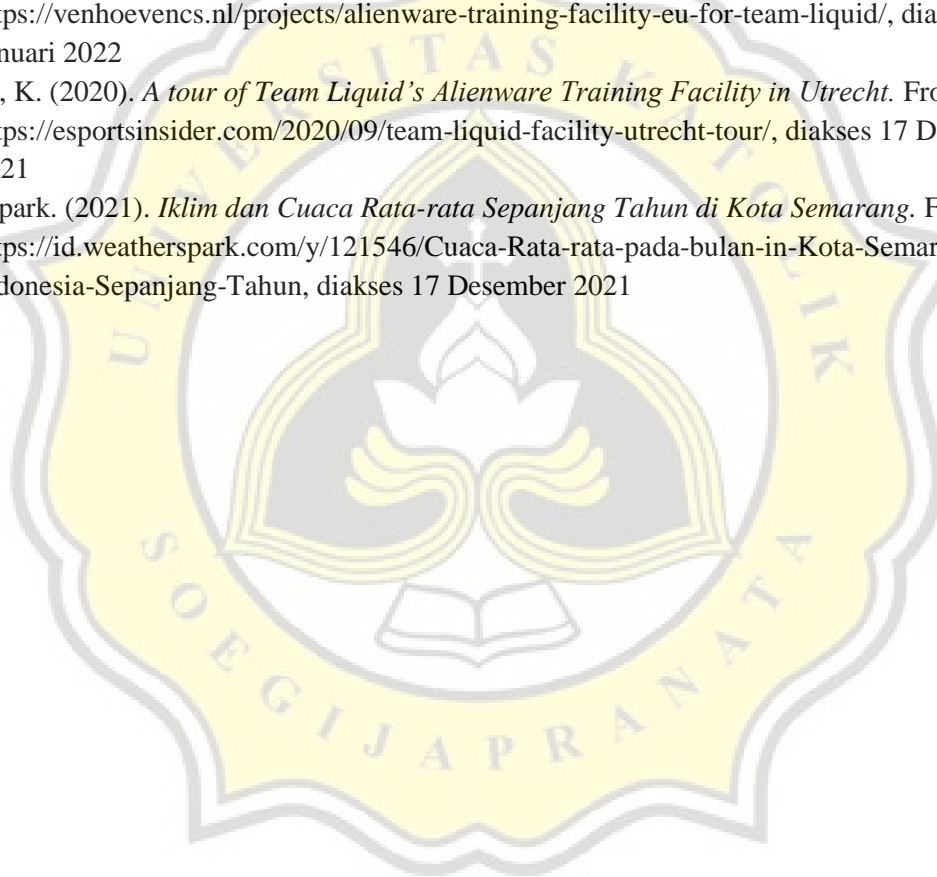 tps://venhoevencs.nl/projects/alienware-training-facility-eu-for-team-liquid/, dia
nuari 2022
, K. (2020). A tour of Team Liquid’s Alienware Training Facility in Utrecht. Fro
tps://esportsinsider.com/2020/09/team-liquid-facility-utrecht-tour/, diakses 17 D
21
park. (2021). Iklim dan Cuaca Rata-rata Sepanjang Tahun di Kota Semarang. F
tps://id.weatherspark.com/y/121546/Cuaca-Rata-rata-pada-bulan-in-Kota-Semar
donesia-Sepanjang-Tahun, diakses 17 Desember 2021
UNIVERSITAS KATOLIK
SOEGIJAPRANATA